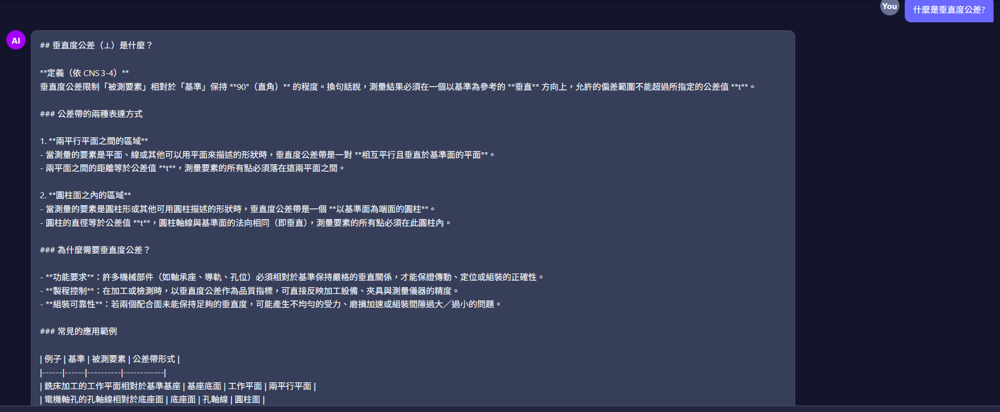 You
什麼是垂直度公差?
AI
## 垂直度公差（⊥）是什麼？
**定義（依 CNS 3-4）**
垂直度公差限制「被測要素」相對於「基準」保持 **90°（直角）** 的程度。換句話說，測量結果必須在一個以基準為參考的 **垂直** 方向上，允許的偏差範圍不能超過所指定的公差值 **t**。
### 公差帶的兩種表達方式
1. **兩平行平面之間的區域**
- 當測量的要素是平面、線或其他可以用平面來描述的形狀時，垂直度公差帶是一對 **相互平行且垂直於基準面的平面**。
- 兩平面之間的距離等於公差值 **t**，測量要素的所有點必須落在這兩平面之間。
2. **圓柱面之內的區域**
- 當測量的要素是圓柱形或其他可用圓柱描述的形狀時，垂直度公差帶是一個 **以基準面為端面的圓柱**。
- 圓柱的直徑等於公差值 **t**，圓柱軸線與基準面的法向相同（即垂直），測量要素的所有點必須在此圓柱內。
### 為什麼需要垂直度公差？
- **功能要求**：許多機械部件（如軸承座、導軌、孔位）必須相對於基準保持嚴格的垂直關係，才能保證傳動、定位或組裝的正確性。
- **製程控制**：在加工或檢測時，以垂直度公差作為品質指標，可直接反映加工設備、夾具與測量儀器的精度。
- **組裝可靠性**：若兩個配合面未能保持足夠的垂直度，可能產生不均勻的受力、磨損加速或組裝間隙過大／過小的問題。
### 常見的應用範例
| 例子 | 基準 | 被測要素 | 公差帶形式 |
|------|------|----------|------------|
| 銑床加工的工作平面相對於基準基座 | 基座底面 | 工作平面 | 兩平行平面 |
| 電機軸孔的孔軸線相對於底座面 | 底座面 | 孔軸線 | 圓柱面 |